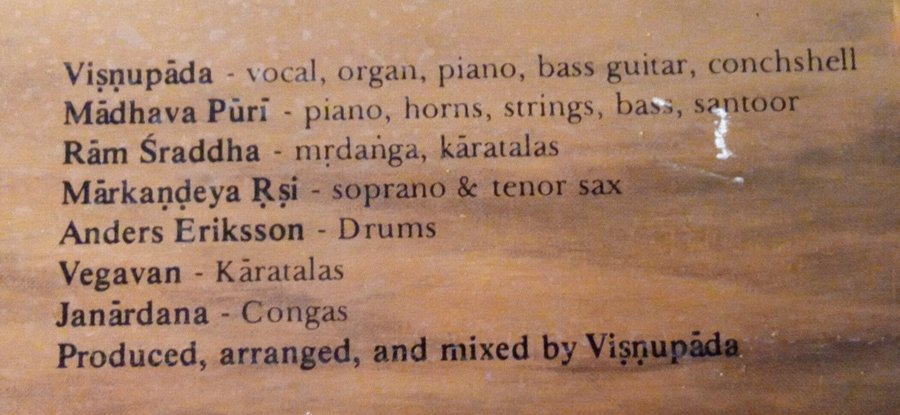 Viṣṇupāda - vocal, organ, piano, bass guitar, conchshell
Mādhava Pūrī - piano, horns, strings, bass, santoor
Rām Śraddha - mṛdaṅga, kāratalas
Mārkaṇḍeya Ṛṣi - soprano & tenor sax
Anders Eriksson - Drums
Vegavan - Kāratalas
Janārdana - Congas
Produced, arranged, and mixed by Viṣṇupāda